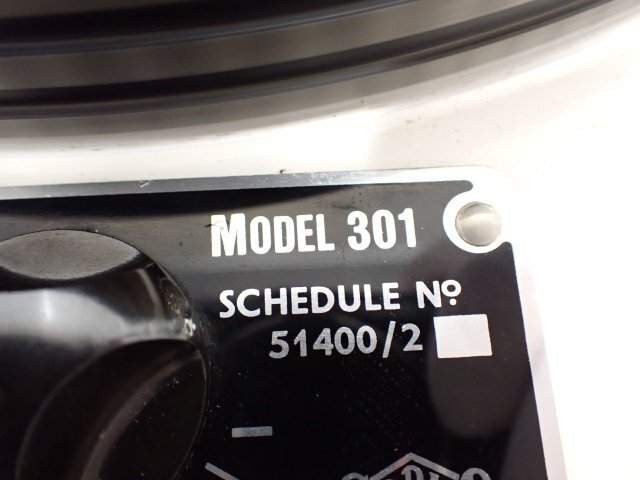 MODEL 301
SCHEDULE Nº
51400/2